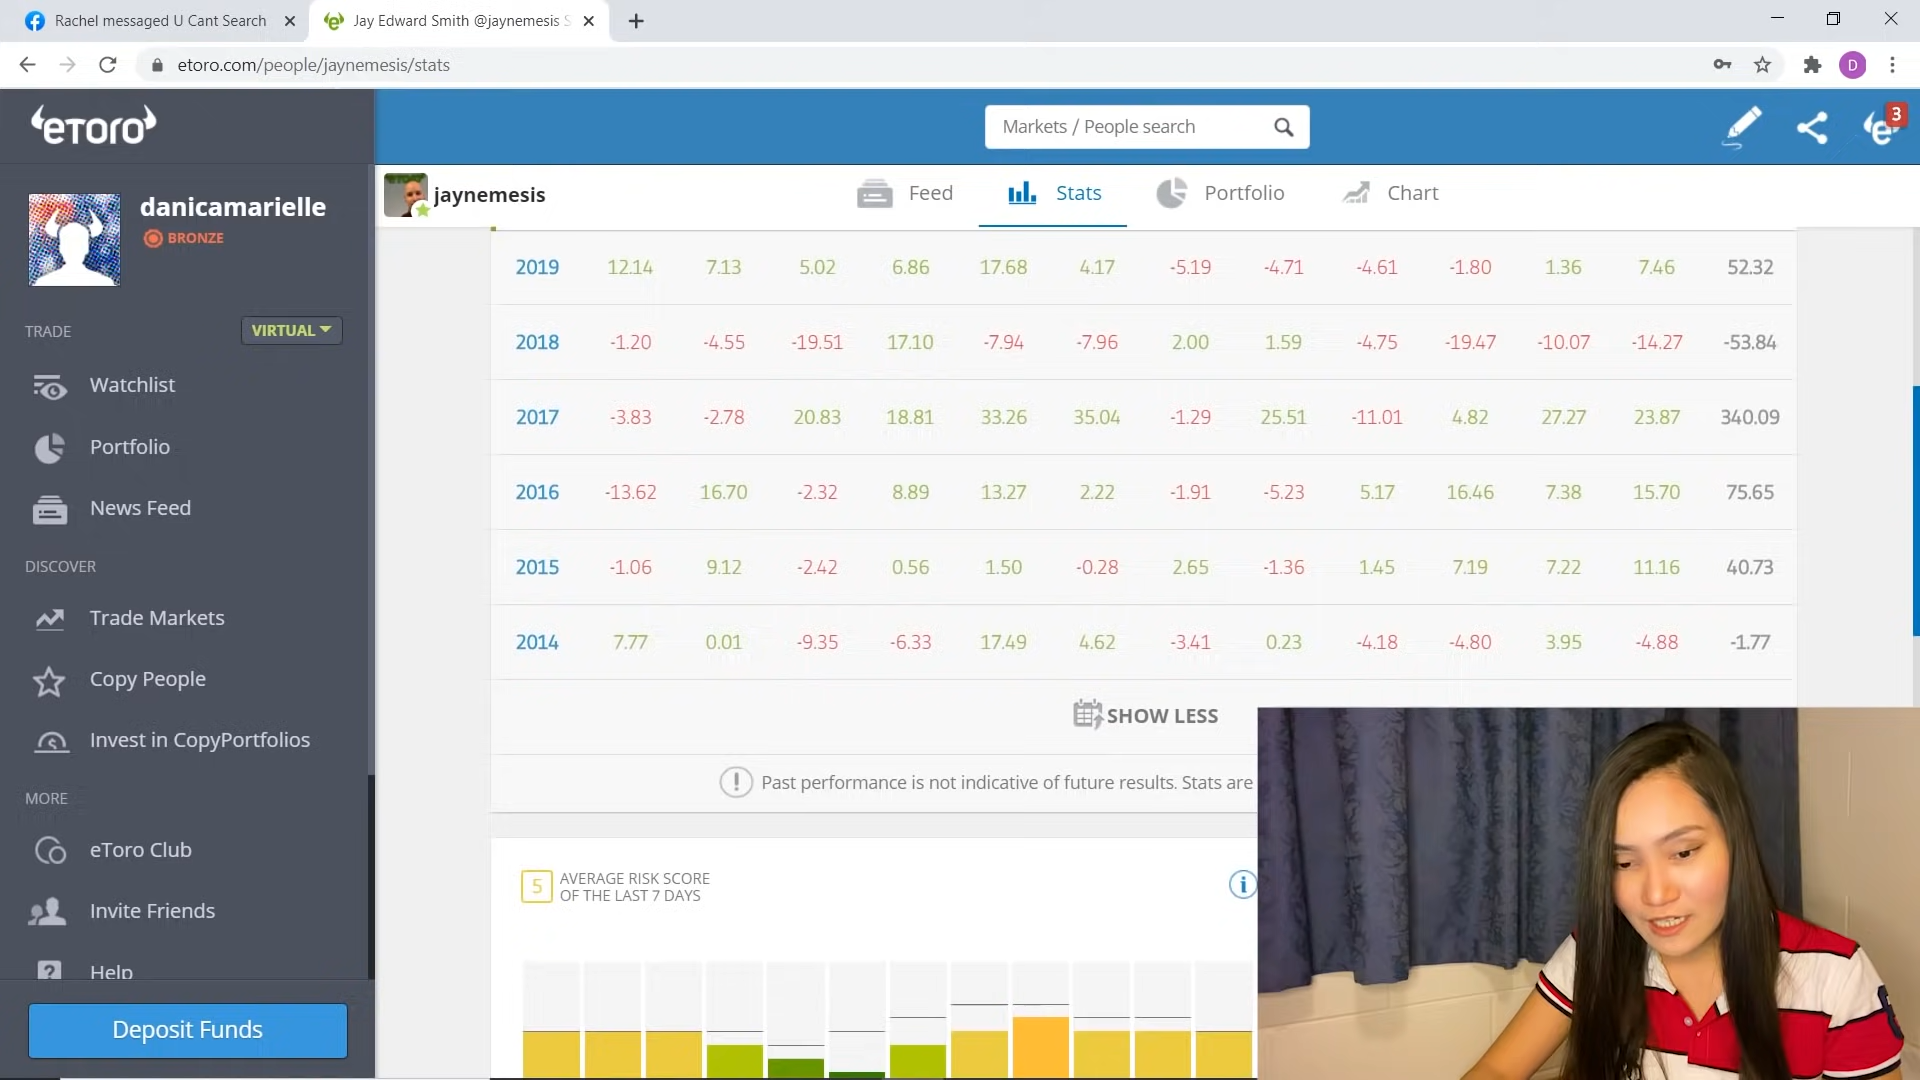 Rachel messaged U Cant Search
Jay Edward Smith @jaynemesis S
etoro.com/people/jaynemesis/stats
D
eToro
Markets / People search
3
danicamarielle
BRONZE
jaynemesis
Feed
Stats
Portfolio
Chart
TRADE
VIRTUAL
Watchlist
Portfolio
News Feed
DISCOVER
Trade Markets
Copy People
Invest in CopyPortfolios
MORE
eToro Club
Invite Friends
Help
Deposit Funds
2019 12.14 7.13 5.02 6.86 17.68 4.17 -5.19 -4.71 -4.61 -1.80 1.36 7.46 52.32
2018 -1.20 -4.55 -19.51 17.10 -7.94 -7.96 2.00 1.59 -4.75 -19.47 -10.07 -14.27 -53.84
2017 -3.83 -2.78 20.83 18.81 33.26 35.04 -1.29 25.51 -11.01 4.82 27.27 23.87 340.09
2016 -13.62 16.70 -2.32 8.89 13.27 2.22 -1.91 -5.23 5.17 16.46 7.38 15.70 75.65
2015 -1.06 9.12 -2.42 0.56 1.50 -0.28 2.65 -1.36 1.45 7.19 7.22 11.16 40.73
2014 7.77 0.01 -9.35 -6.33 17.49 4.62 -3.41 0.23 -4.18 -4.80 3.95 -4.88 -1.77
SHOW LESS
Past performance is not indicative of future results. Stats are
5 AVERAGE RISK SCORE
OF THE LAST 7 DAYS